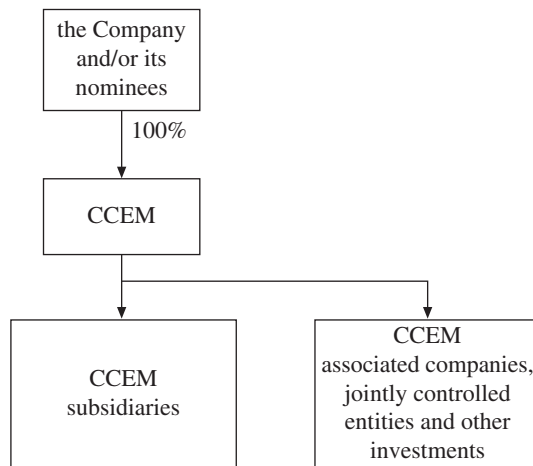 the Company
and/or its
nominees
100%
CCEM
CCEM
subsidiaries
CCEM
associated companies,
jointly controlled
entities and other
investments